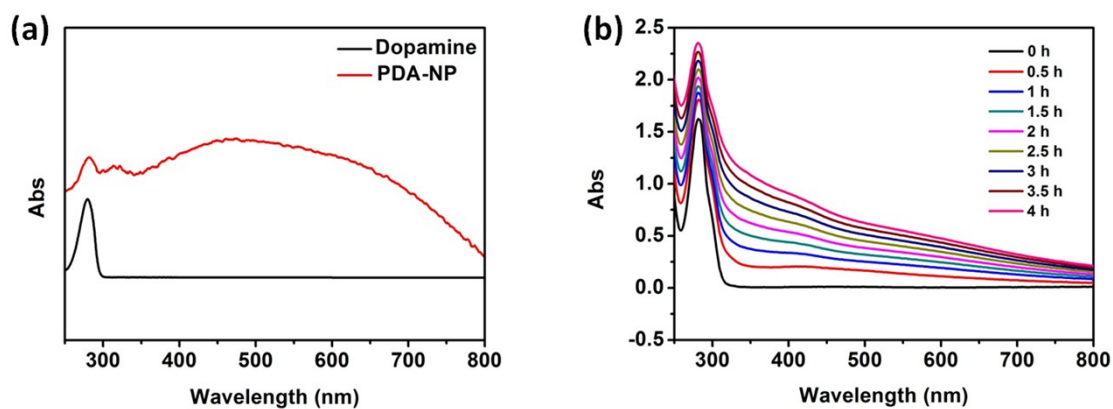 (a)
Dopamine
PDA-NP
Abs
300 400 500 600 700 800
Wavelength (nm)
(b)
2.5
2.0
1.5
1.0
0.5
0.0
-0.5
0 h
0.5 h
1 h
1.5 h
2 h
2.5 h
3 h
3.5 h
4 h
Abs
300 400 500 600 700 800
Wavelength (nm)